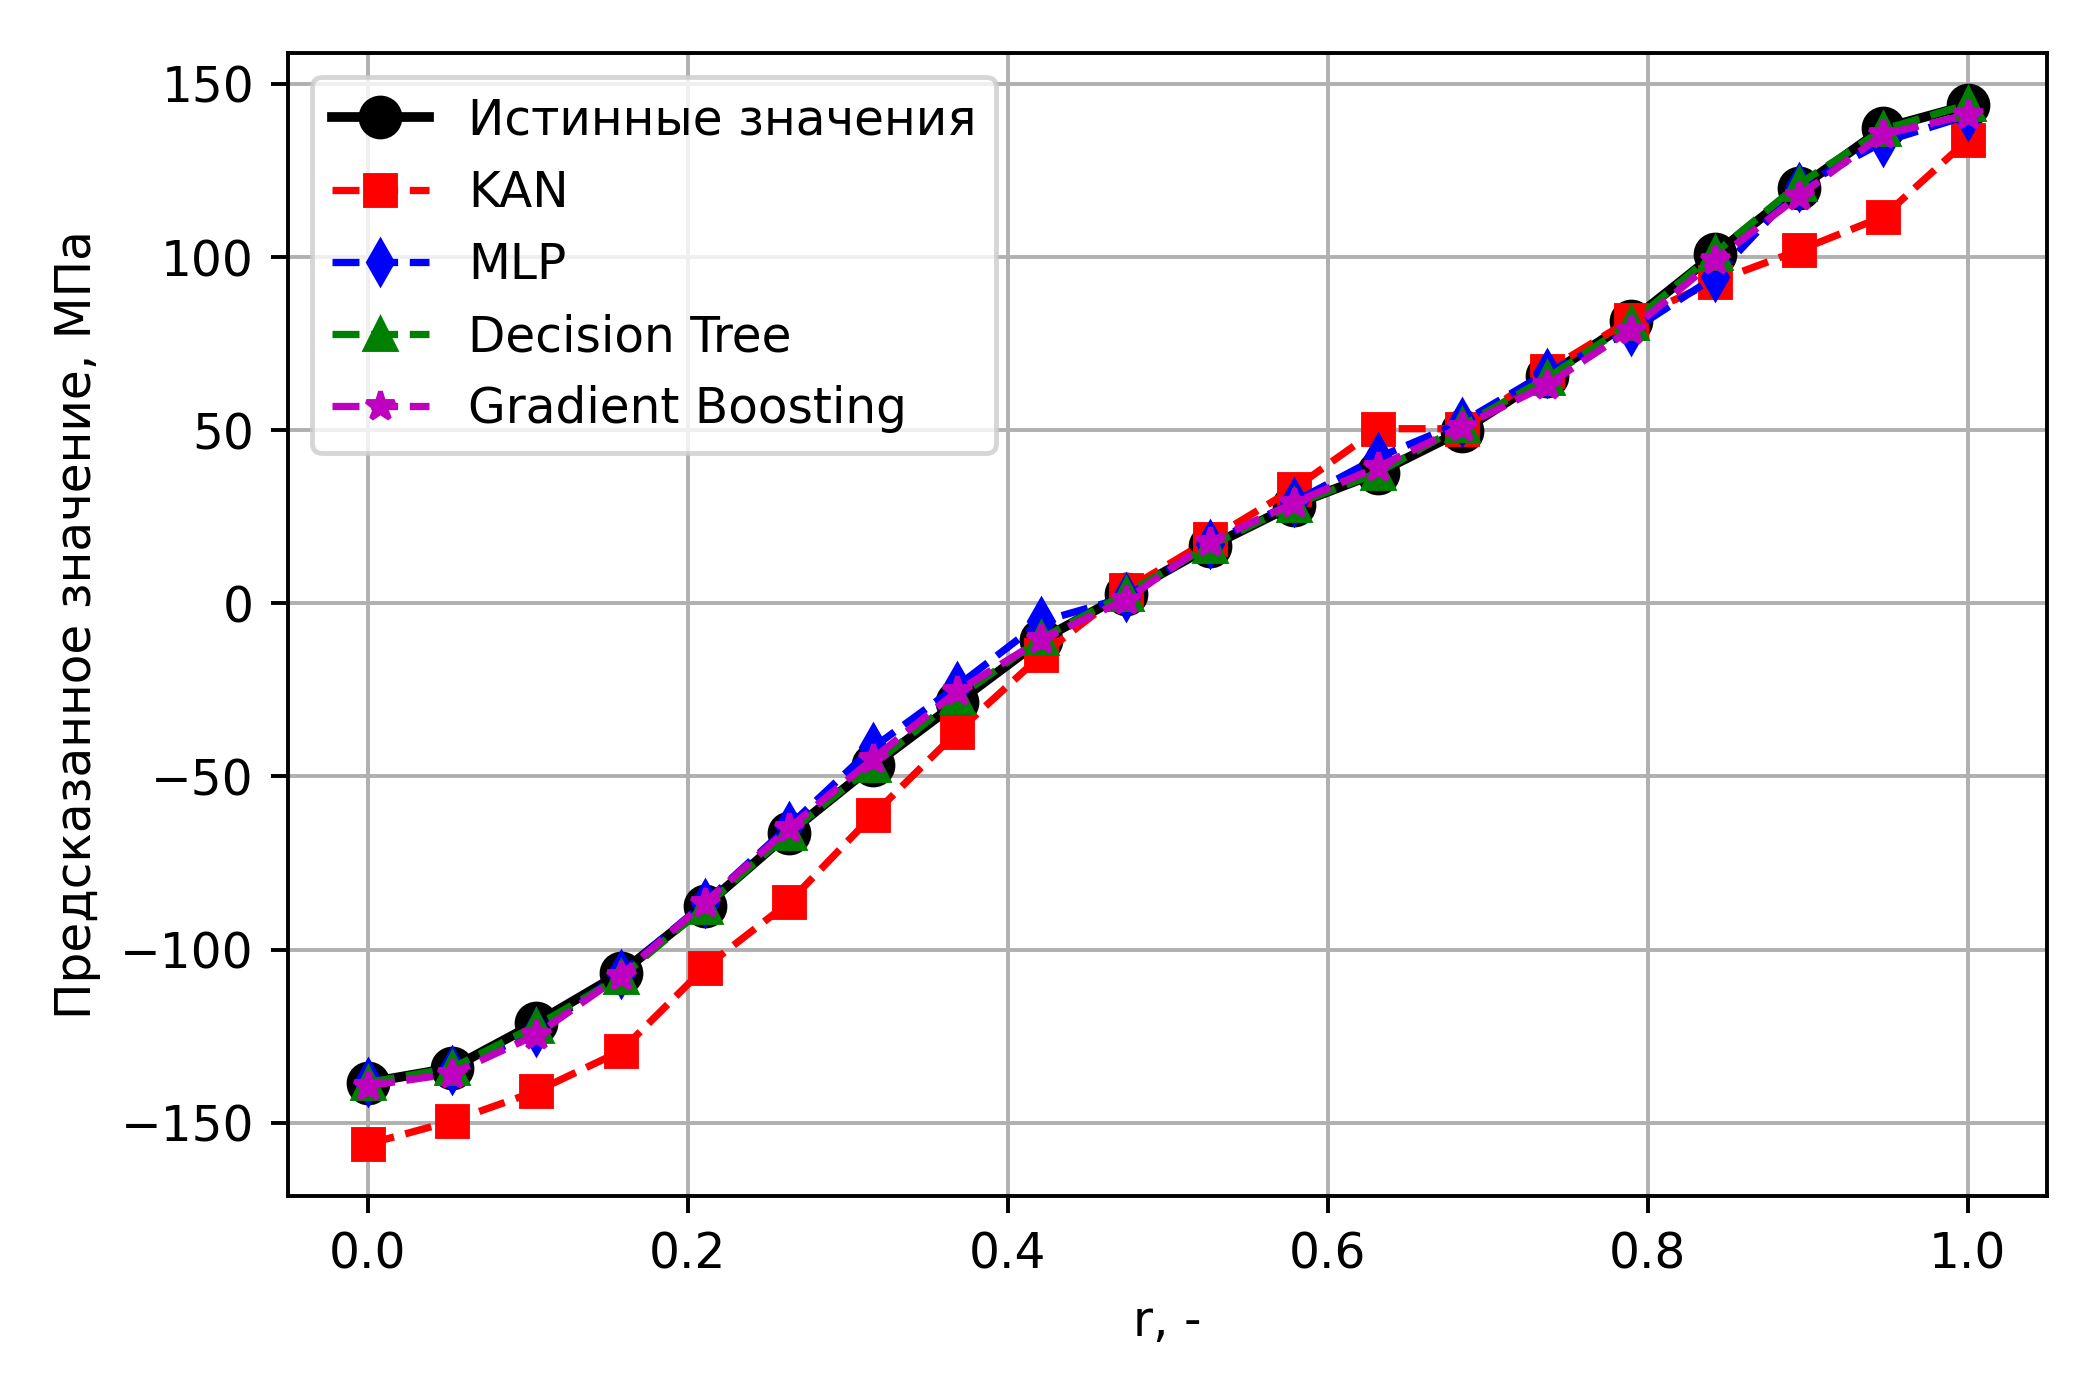 Предсказанное значение, МПа
150
100
50
0
−50
−100
−150
Истинные значения
KAN
MLP
Decision Tree
Gradient Boosting
0.0 0.2 0.4 0.6 0.8 1.0
r, -